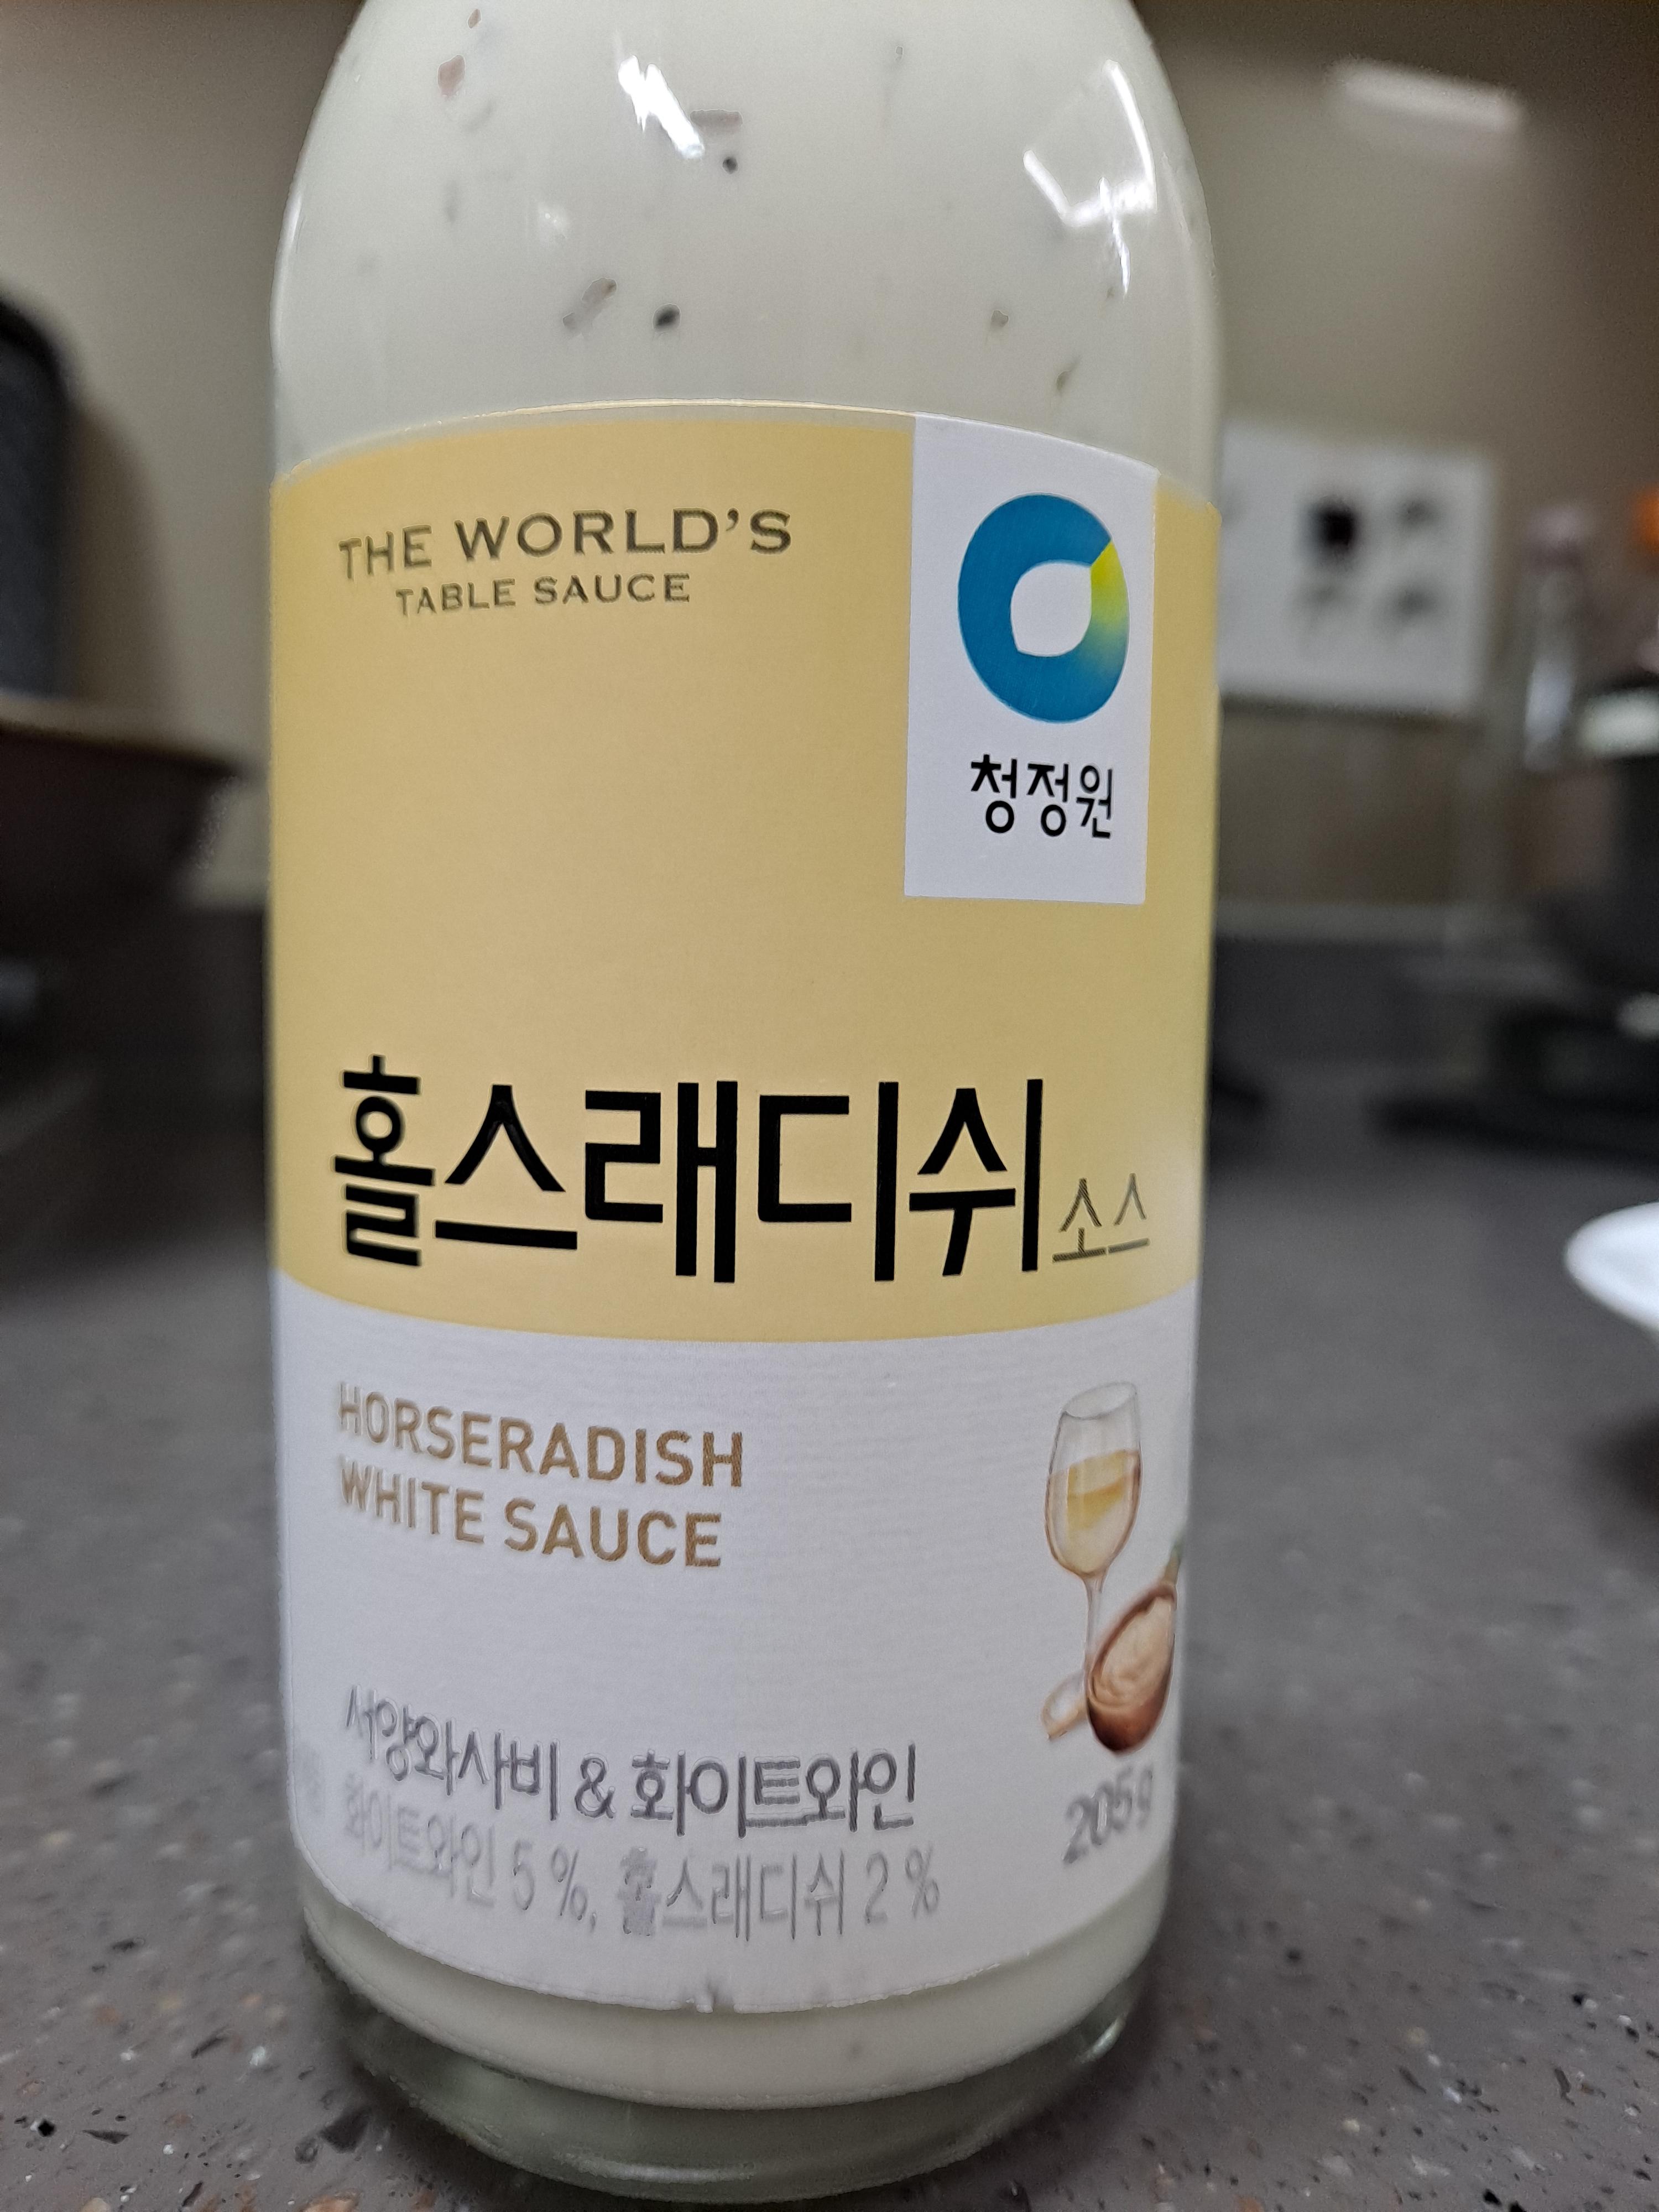 THE WORLD'S
TABLE SAUCE
청정원
홀스래디쉬소스
HORSERADISH
WHITE SAUCE
서양와사비 & 화이트와인
화이트와인 5%, 홀스래디쉬 2%
205g